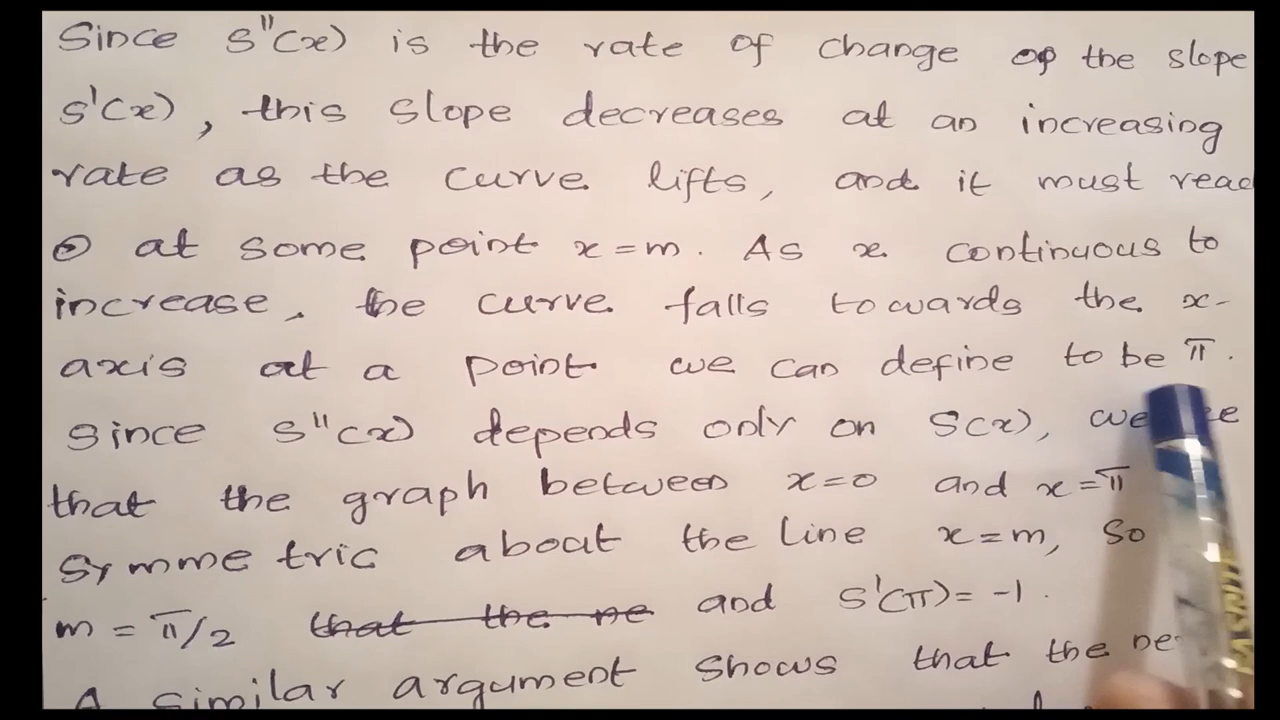 Since s"(x) is the rate of change of the slope
s'(x), this slope decreases at an increasing
rate as the curve lifts, and it must reac
0 at some point x=m. As x continuous to
increase, the curve falls towards the x-
axis at a point we can define to be π.
Since s"(x) depends only on s(x), we
that the graph between x=0 and x=π
symmetric about the line x=m, so
m = π/2 that the ne and s'(π)= -1.
A similar argument shows that the ne